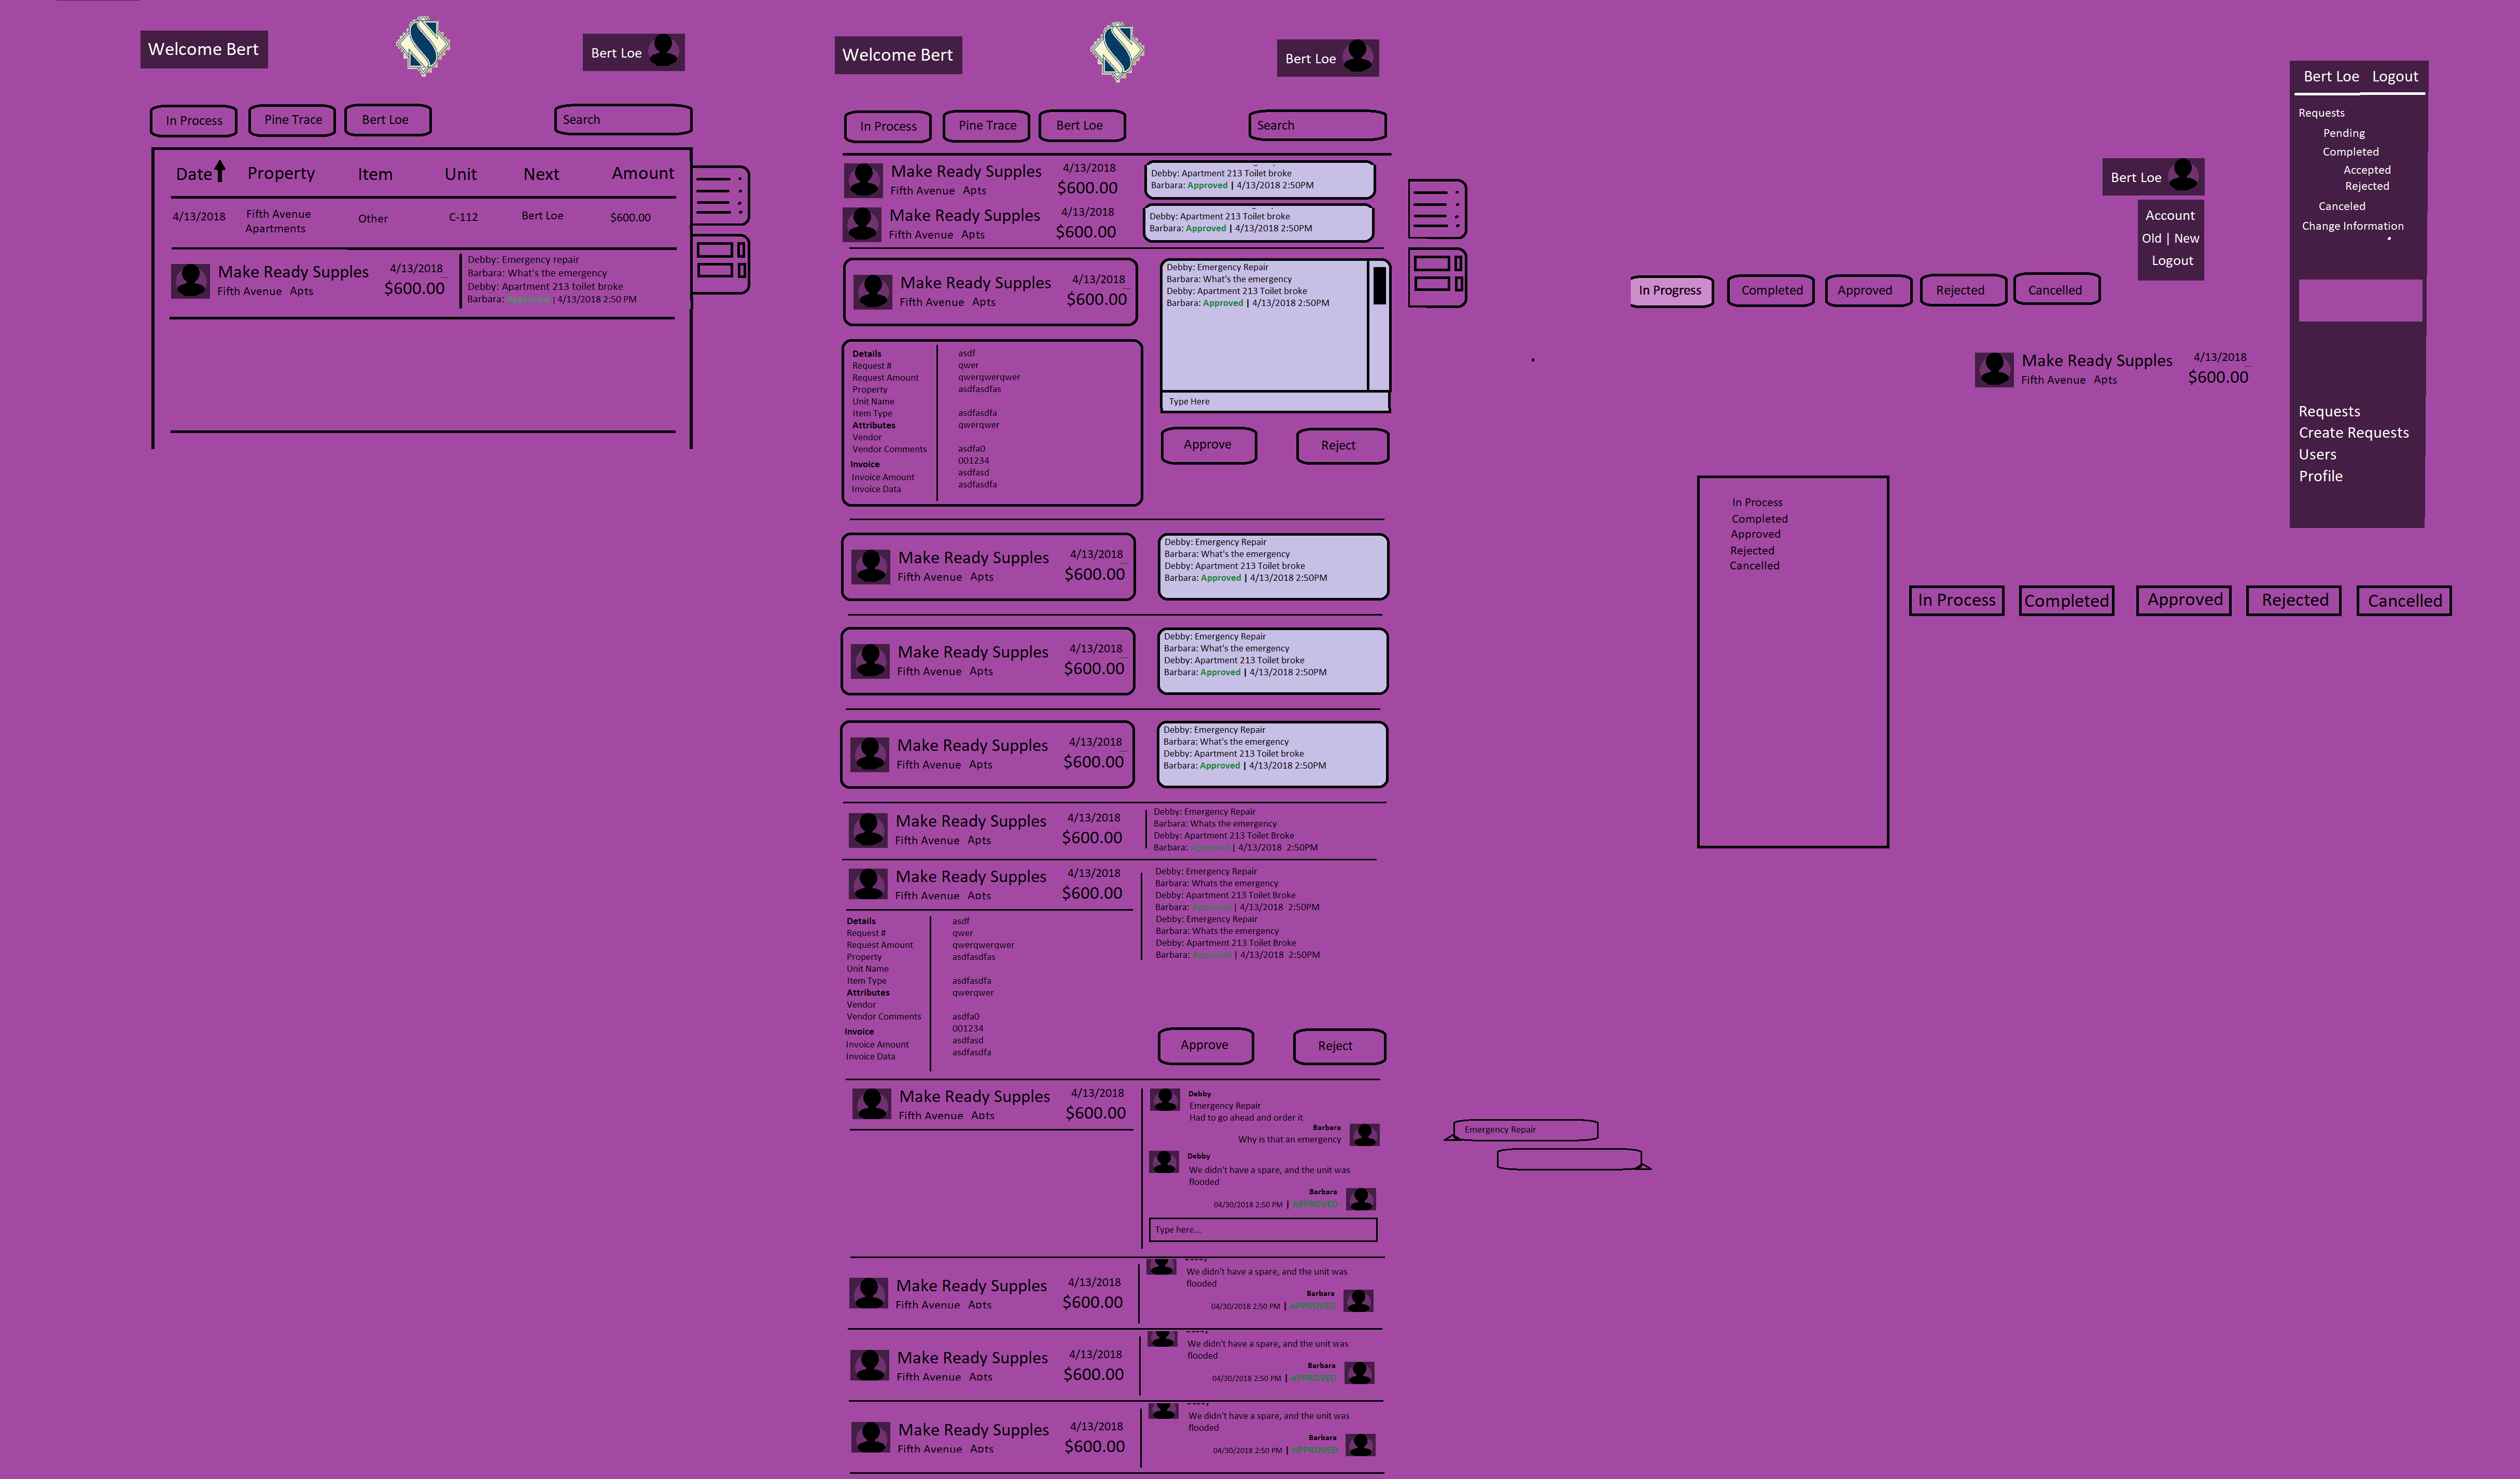 Welcome Bert
Bert Loe
In Process
Pine Trace
Bert Loe
Search
Date Property Item Unit Next Amount
4/13/2018 Fifth Avenue Apartments Other C-112 Bert Loe $600.00
Make Ready Supples 4/13/2018
Fifth Avenue Apts $600.00
Debby: Emergency repair
Barbara: What's the emergency
Debby: Apartment 213 toilet broke
Barbara: Approved | 4/13/2018 2:50 PM
Welcome Bert
Bert Loe
In Process
Pine Trace
Bert Loe
Search
Make Ready Supples 4/13/2018
Fifth Avenue Apts $600.00
Debby: Apartment 213 Toilet broke
Barbara: Approved | 4/13/2018 2:50PM
Make Ready Supples 4/13/2018
Fifth Avenue Apts $600.00
Debby: Apartment 213 Toilet broke
Barbara: Approved | 4/13/2018 2:50PM
Make Ready Supples 4/13/2018
Fifth Avenue Apts $600.00
Debby: Emergency Repair
Barbara: What's the emergency
Debby: Apartment 213 Toilet broke
Barbara: Approved | 4/13/2018 2:50PM
Type Here
Approve
Reject
Details asdf
Request # qwer
Request Amount qwerqwerqwer
Property asdfasdfas
Unit Name
Item Type asdfasdfa
Attributes qwerqwer
Vendor
Vendor Comments asdfa0
Invoice 001234
Invoice Amount asdfasd
Invoice Data asdfasdfa
Make Ready Supples 4/13/2018
Fifth Avenue Apts $600.00
Debby: Emergency Repair
Barbara: What's the emergency
Debby: Apartment 213 Toilet broke
Barbara: Approved | 4/13/2018 2:50PM
Make Ready Supples 4/13/2018
Fifth Avenue Apts $600.00
Debby: Emergency Repair
Barbara: What's the emergency
Debby: Apartment 213 Toilet broke
Barbara: Approved | 4/13/2018 2:50PM
Make Ready Supples 4/13/2018
Fifth Avenue Apts $600.00
Debby: Emergency Repair
Barbara: What's the emergency
Debby: Apartment 213 Toilet broke
Barbara: Approved | 4/13/2018 2:50PM
Make Ready Supples 4/13/2018
Fifth Avenue Apts $600.00
Debby: Emergency Repair
Barbara: Whats the emergency
Debby: Apartment 213 Toilet Broke
Barbara: Approved | 4/13/2018 2:50PM
Make Ready Supples 4/13/2018
Fifth Avenue Apts $600.00
Debby: Emergency Repair
Barbara: Whats the emergency
Debby: Apartment 213 Toilet Broke
Barbara: Approved | 4/13/2018 2:50PM
Debby: Emergency Repair
Barbara: Whats the emergency
Debby: Apartment 213 Toilet Broke
Barbara: Approved | 4/13/2018 2:50PM
Details asdf
Request # qwer
Request Amount qwerqwerqwer
Property asdfasdfas
Unit Name
Item Type asdfasdfa
Attributes qwerqwer
Vendor
Vendor Comments asdfa0
Invoice 001234
Invoice Amount asdfasd
Invoice Data asdfasdfa
Approve
Reject
Make Ready Supples 4/13/2018
Fifth Avenue Apts $600.00
Debby
Emergency Repair
Had to go ahead and order it
Barbara
Why is that an emergency
Debby
We didn't have a spare, and the unit was
flooded
Barbara
04/30/2018 2:50 PM | APPROVED
Type here...
Make Ready Supples 4/13/2018
Fifth Avenue Apts $600.00
We didn't have a spare, and the unit was
flooded
Barbara
04/30/2018 2:50 PM | APPROVED
Make Ready Supples 4/13/2018
Fifth Avenue Apts $600.00
We didn't have a spare, and the unit was
flooded
Barbara
04/30/2018 2:50 PM | APPROVED
Make Ready Supples 4/13/2018
Fifth Avenue Apts $600.00
We didn't have a spare, and the unit was
flooded
Barbara
04/30/2018 2:50 PM | APPROVED
Emergency Repair
Bert Loe
Account
Old | New
Logout
In Progress
Completed
Approved
Rejected
Cancelled
Make Ready Supples 4/13/2018
Fifth Avenue Apts $600.00
In Process
Completed
Approved
Rejected
Cancelled
In Process
Completed
Approved
Rejected
Cancelled
Bert Loe Logout
Requests
Pending
Completed
Accepted
Rejected
Canceled
Change Information
Requests
Create Requests
Users
Profile